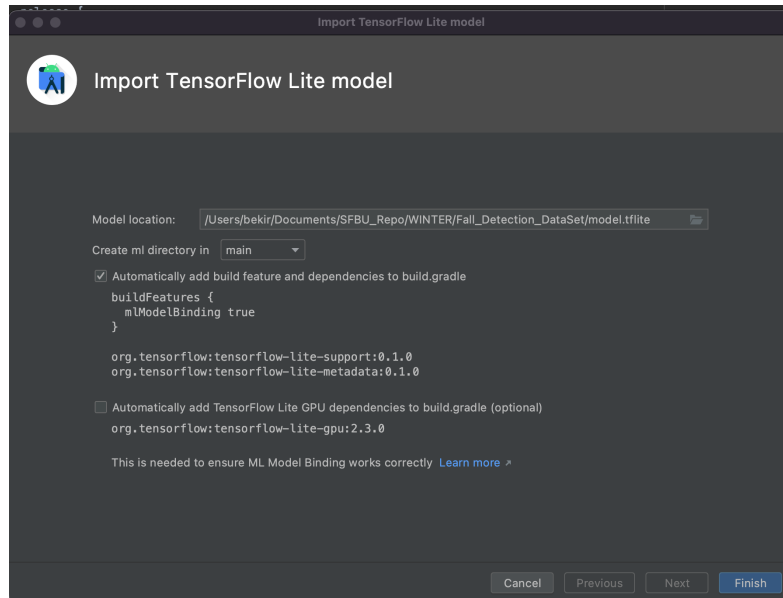 Import TensorFlow Lite model
Import TensorFlow Lite model
Model location: /Users/bekir/Documents/SFBU_Repo/WINTER/Fall_Detection_DataSet/model.tflite
Create ml directory in main
Automatically add build feature and dependencies to build.gradle
buildFeatures {
mlModelBinding true
}
org.tensorflow:tensorflow-lite-support:0.1.0
org.tensorflow:tensorflow-lite-metadata:0.1.0
Automatically add TensorFlow Lite GPU dependencies to build.gradle (optional)
org.tensorflow:tensorflow-lite-gpu:2.3.0
This is needed to ensure ML Model Binding works correctly Learn more ↗
Cancel Previous Next Finish